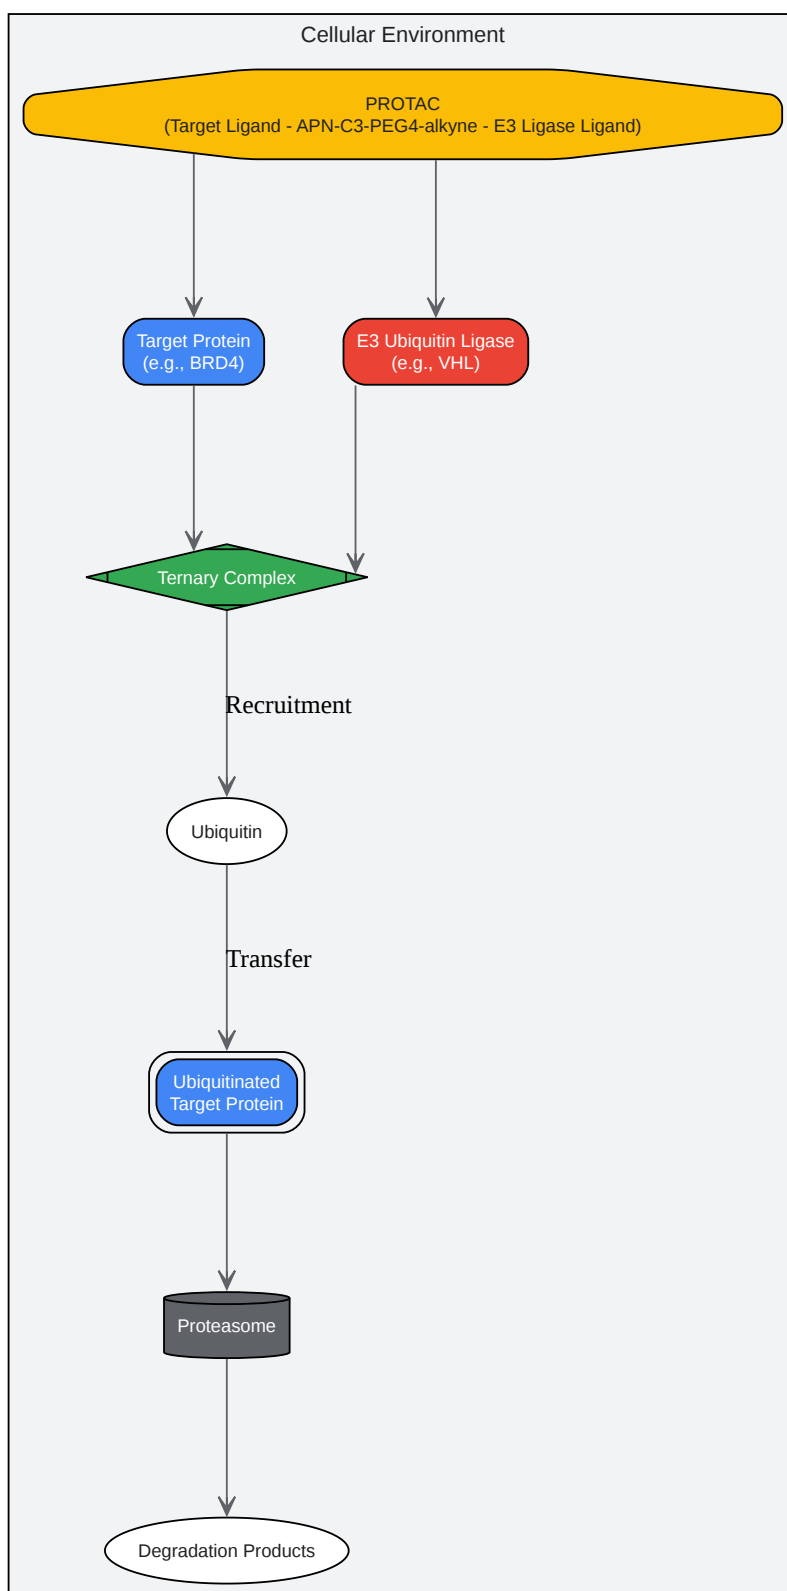 Cellular Environment
PROTAC
(Target Ligand - APN-C3-PEG4-alkyne - E3 Ligase Ligand)
Target Protein
(e.g., BRD4)
E3 Ubiquitin Ligase
(e.g., VHL)
Ternary Complex
Recruitment
Ubiquitin
Transfer
Ubiquitinated
Target Protein
Proteasome
Degradation Products